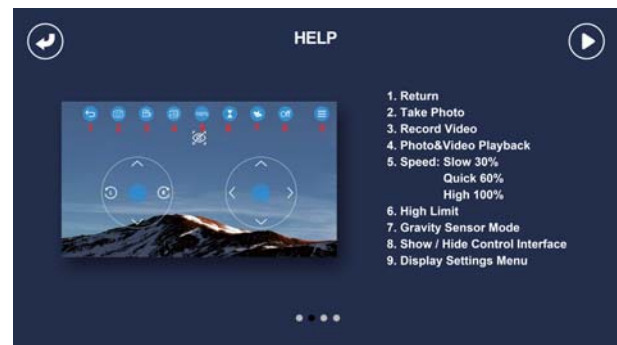 HELP
1. Return
2. Take Photo
3. Record Video
4. Photo&Video Playback
5. Speed: Slow 30%
Quick 60%
High 100%
6. High Limit
7. Gravity Sensor Mode
8. Show / Hide Control Interface
9. Display Settings Menu
Off